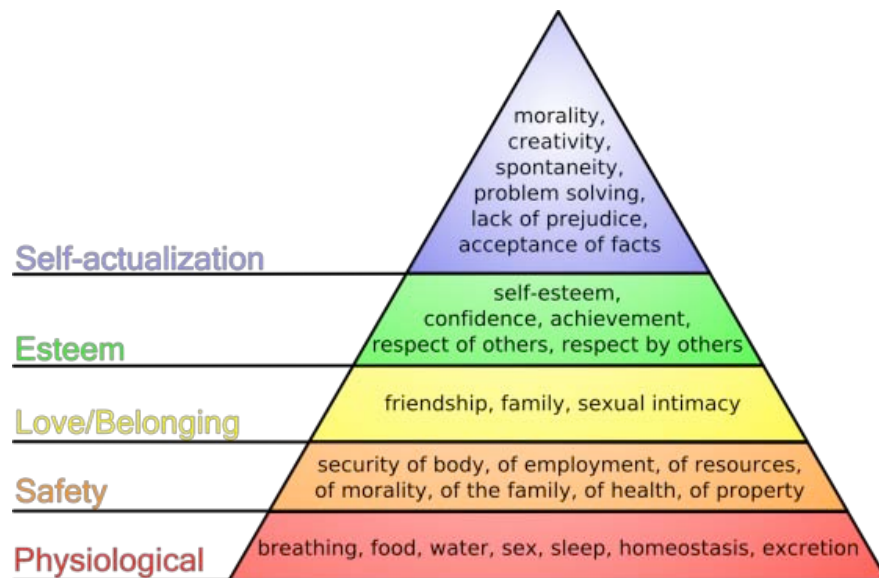 morality,
creativity,
spontaneity,
problem solving,
lack of prejudice,
acceptance of facts
Self-actualization
self-esteem,
confidence, achievement,
respect of others, respect by others
Esteem
friendship, family, sexual intimacy
Love/Belonging
security of body, of employment, of resources,
of morality, of the family, of health, of property
Safety
breathing, food, water, sex, sleep, homeostasis, excretion
Physiological